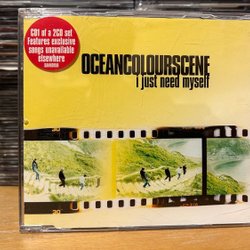 CD1 of a 2CD set
Features exclusive
songs unavailable
elsewhere
OCEANCOLOURSCENE
i just need myself